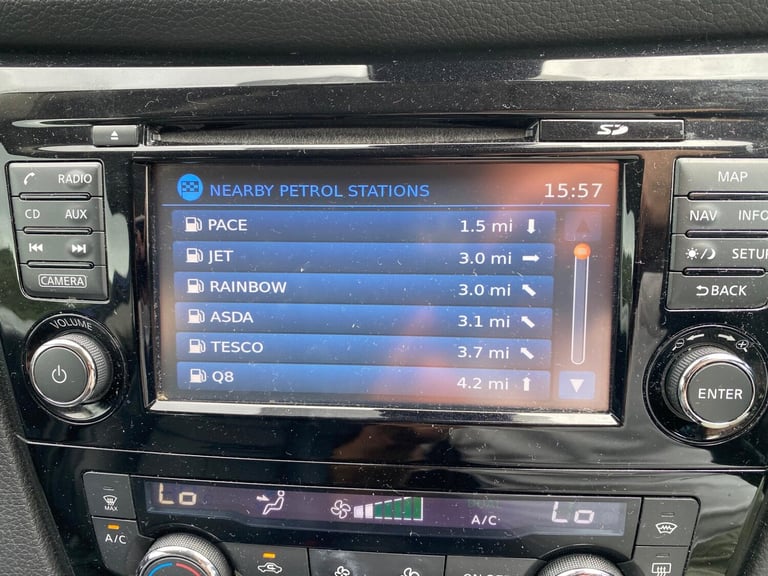 SD
RADIO
CD AUX
CAMERA
VOLUME
NEARBY PETROL STATIONS 15:57
PACE 1.5 mi
JET 3.0 mi
RAINBOW 3.0 mi
ASDA 3.1 mi
TESCO 3.7 mi
Q8 4.2 mi
MAP
NAV INFO
SETUP
BACK
ENTER
MAX
A/C
Lo
A/C
Lo